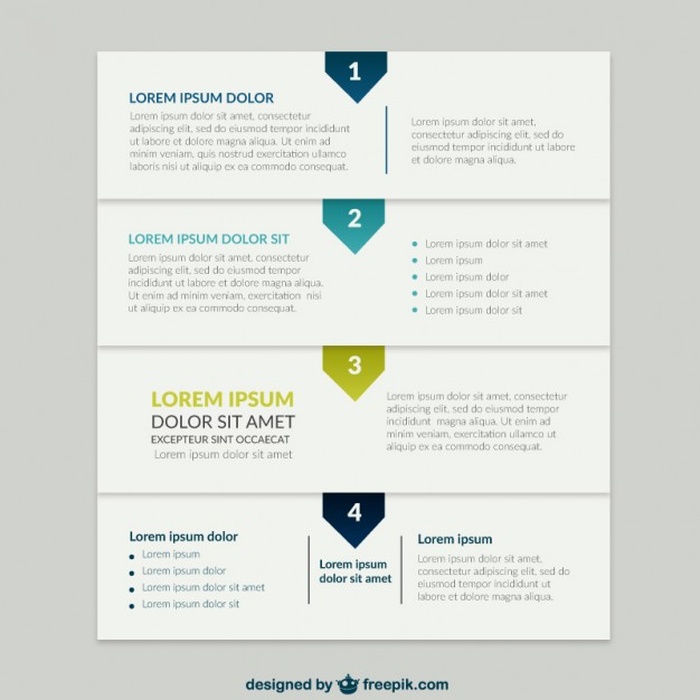 1
LOREM IPSUM DOLOR
Lorem ipsum dolor sit amet, consectetur
adipiscing elit, sed do eiusmod tempor incididunt
ut labore et dolore magna aliqua. Ut enim ad
minim veniam, quis nostrud exercitation ullamco
laboris nisi ut aliquip ex ea commodo consequat.
Lorem ipsum dolor sit amet,
consectetur adipiscing elit, sed do
eiusmod tempor incididunt ut labore
et dolore magna aliqua.
2
LOREM IPSUM DOLOR SIT
Lorem ipsum dolor sit amet, consectetur
adipiscing elit, sed do eiusmod tempor
incididunt ut labore et dolore magna aliqua.
Ut enim ad minim veniam, exercitation nisi
ut aliquip ex ea commodo consequat.
Lorem ipsum dolor sit amet
Lorem ipsum
Lorem ipsum dolor
Lorem ipsum dolor sit amet
Lorem ipsum dolor sit
3
LOREM IPSUM
DOLOR SIT AMET
EXCEPTEUR SINT OCCAECAT
Lorem ipsum dolor sit amet
Lorem ipsum dolor sit amet, consectetur
adipiscing elit, sed do eiusmod tempor
incididunt magna aliqua. Ut enim ad
minim veniam, exercitation ullamco nisi
ut aliquip ex ea commodo consequat.
4
Lorem ipsum dolor
Lorem ipsum
Lorem ipsum dolor
Lorem ipsum dolor sit amet
Lorem ipsum dolor sit
Lorem ipsum
dolor sit amet
Lorem ipsum
Lorem ipsum dolor sit amet,
consectetur adipiscing elit, sed do
eiusmod tempor incididunt ut
labore et dolore magna aliqua.
designed by freepik.com